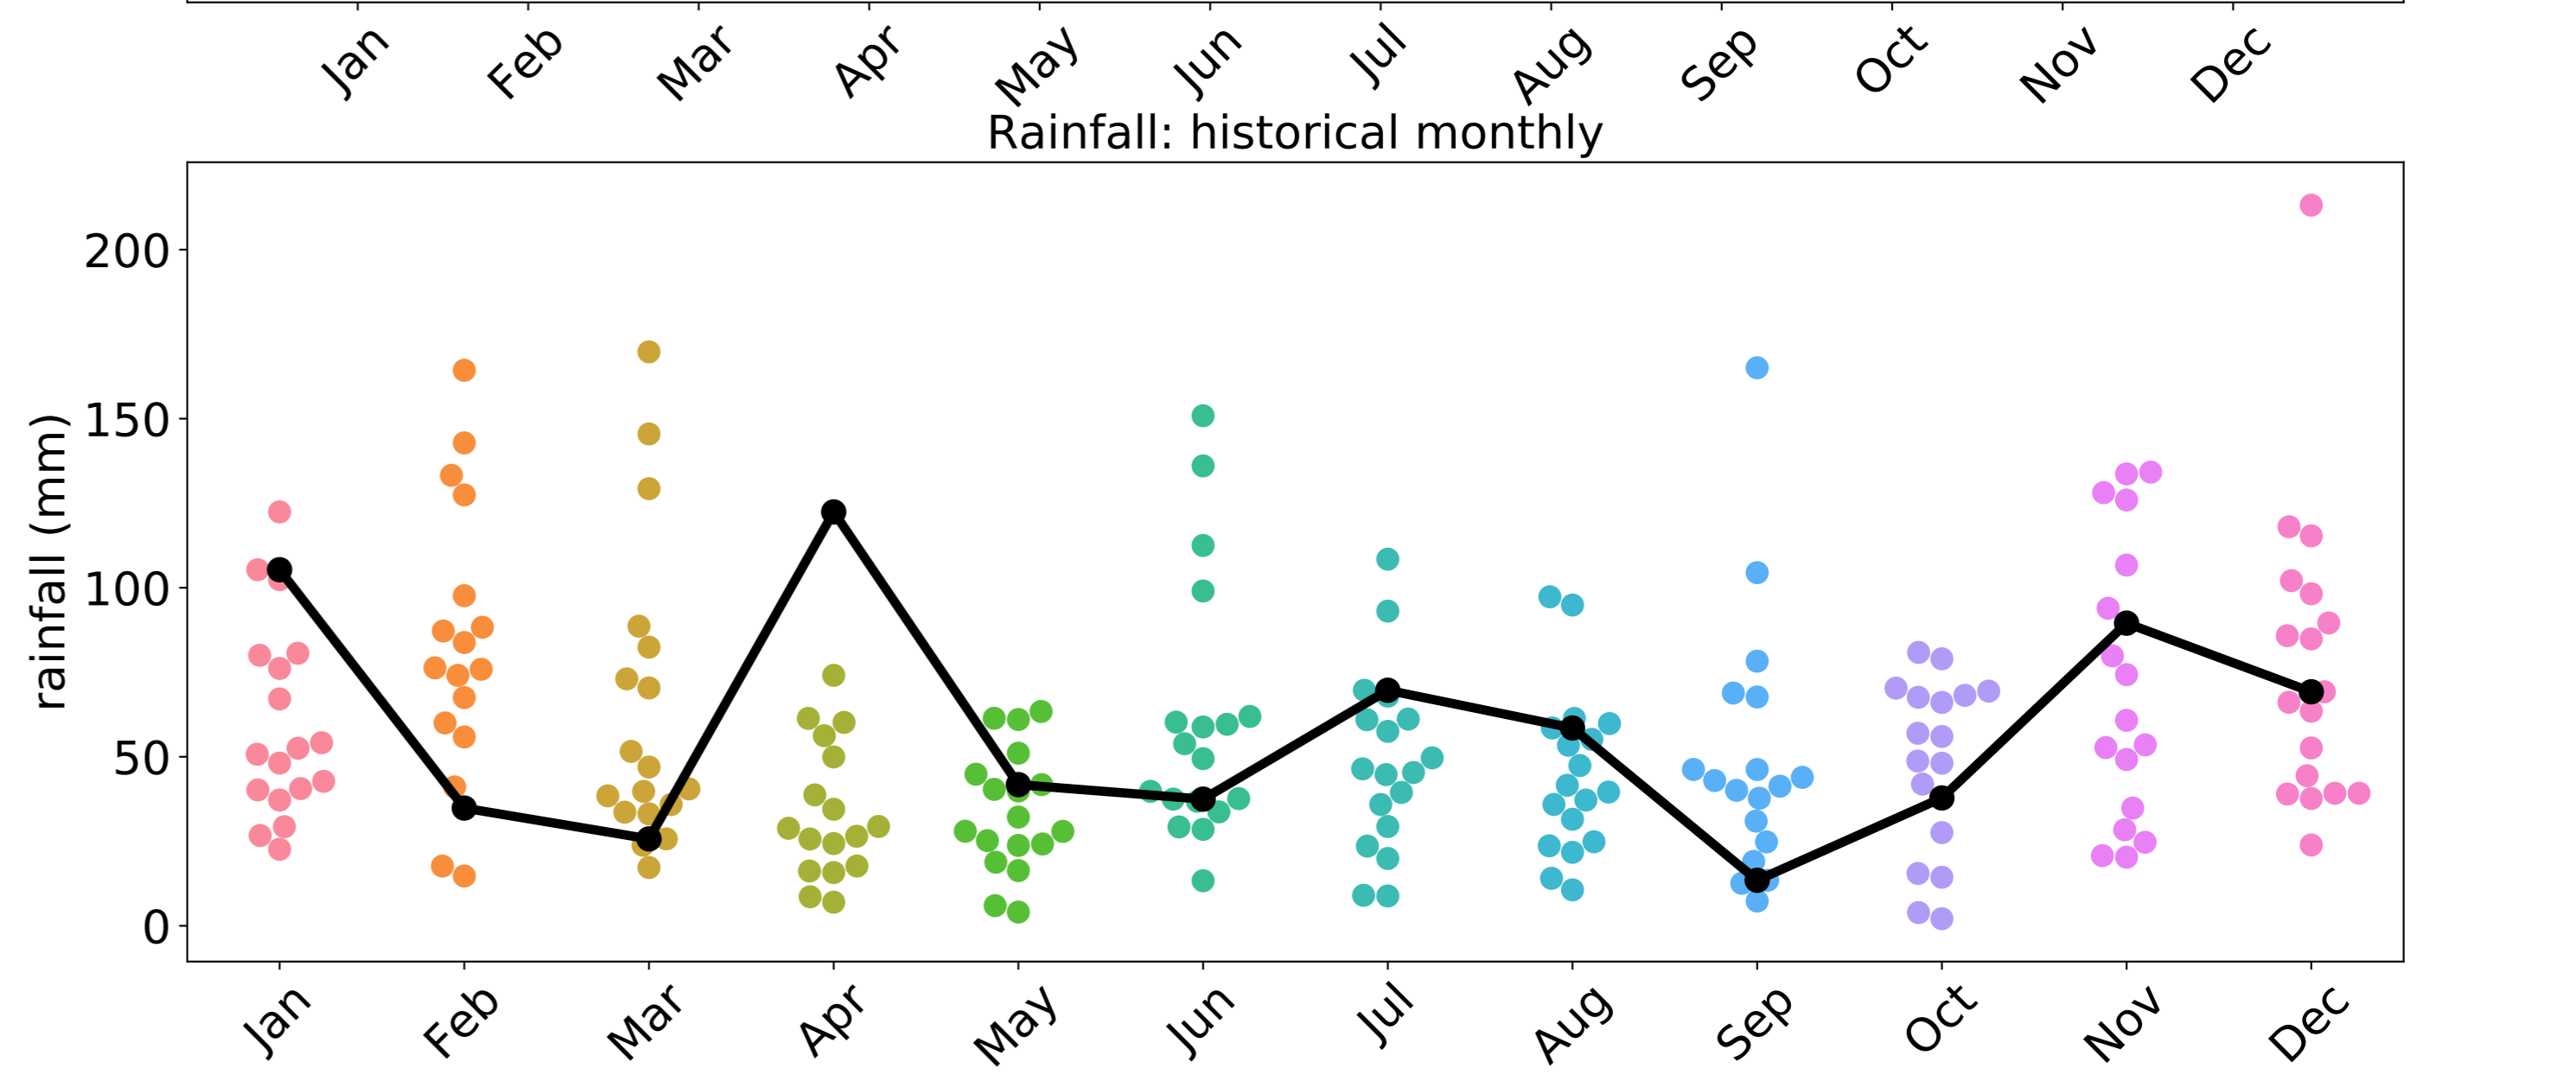 Jan Feb Mar Apr May Jun Jul Aug Sep Oct Nov Dec
Rainfall: historical monthly
rainfall (mm)
200
150
100
50
0
Jan Feb Mar Apr May Jun Jul Aug Sep Oct Nov Dec